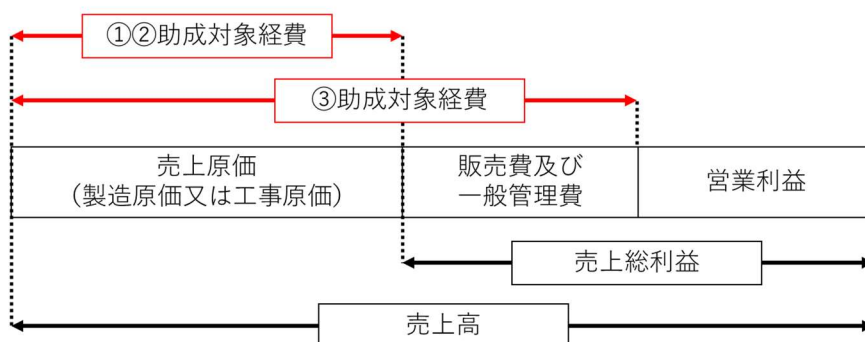 ①②助成対象経費
③助成対象経費
売上原価
(製造原価又は工事原価)
販売費及び
一般管理費
営業利益
売上総利益
売上高